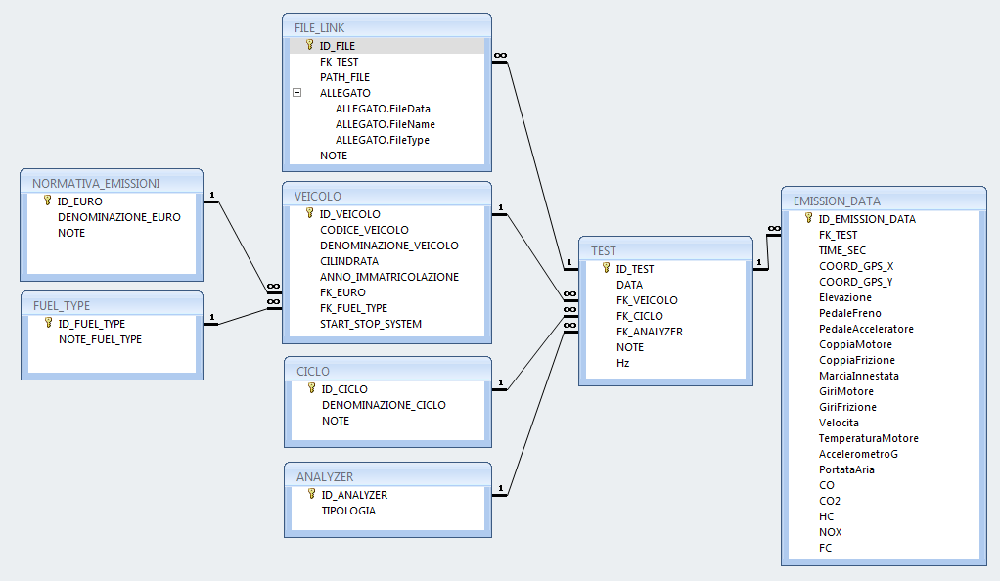 FILE_LINK
ID_FILE
FK_TEST
PATH_FILE
ALLEGATO
ALLEGATO.FileData
ALLEGATO.FileName
ALLEGATO.FileType
NOTE
NORMATIVA_EMISSIONI
ID_EURO
DENOMINAZIONE_EURO
NOTE
1
∞
FUEL_TYPE
ID_FUEL_TYPE
NOTE_FUEL_TYPE
1
∞
VEICOLO
ID_VEICOLO
CODICE_VEICOLO
DENOMINAZIONE_VEICOLO
CILINDRATA
ANNO_IMMATRICOLAZIONE
FK_EURO
FK_FUEL_TYPE
START_STOP_SYSTEM
CICLO
ID_CICLO
DENOMINAZIONE_CICLO
NOTE
ANALYZER
ID_ANALYZER
TIPOLOGIA
∞
1
1
∞
1
∞
1
∞
TEST
ID_TEST
DATA
FK_VEICOLO
FK_CICLO
FK_ANALYZER
NOTE
Hz
1
∞
EMISSION_DATA
ID_EMISSION_DATA
FK_TEST
TIME_SEC
COORD_GPS_X
COORD_GPS_Y
Elevazione
PedaleFreno
PedaleAcceleratore
CoppiaMotore
CoppiaFrizione
MarciaInnestata
GiriMotore
GiriFrizione
Velocita
TemperaturaMotore
AccelerometroG
PortataAria
CO
CO2
HC
NOX
FC